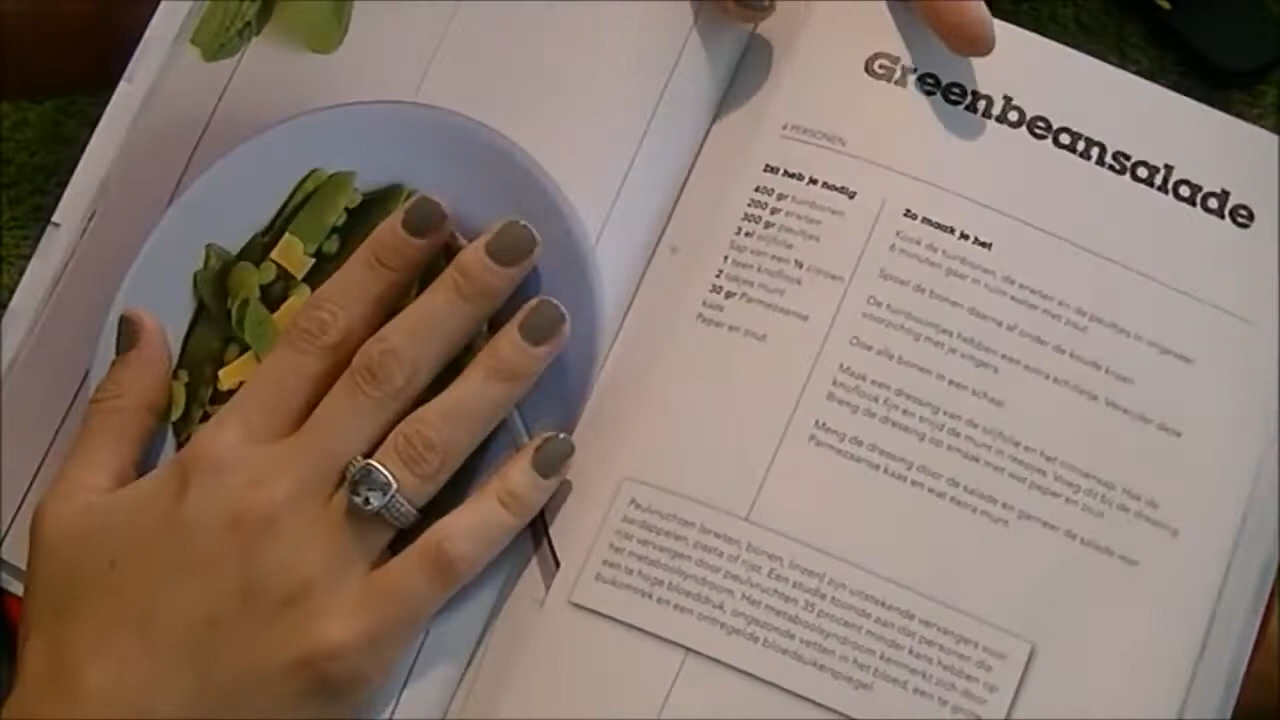 Greenbeansalade
4 PERSONEN
Dit heb je nodig
400 gr tuinbonen
200 gr erwten
300 gr peultjes
3 el olijfolie
Sap van een ½ citroen
1 teen knoflook
2 takjes munt
30 gr Parmezaanse
kaas
Peper en zout
Zo maak je het
Kook de tuinbonen, de erwten en de peultjes in ongeveer
6 minuten gaar in ruim water met zout.
Spoel de bonen daarna af onder de koude kraan.
De tuinboontjes hebben een extra schilletje. Verwijder deze
voorzichtig met je vingers.
Doe alle bonen in een schaal.
Maak een dressing van de olijfolie en het citroensap. Hak de
knoflook fijn en snijd de munt in reepjes. Voeg dit bij de dressing
Breng de dressing op smaak met wat peper en zout.
Meng de dressing door de salade en garneer de salade met
Parmezaanse kaas en wat extra munt.
Peulvruchten (erwten, bonen, linzen) zijn uitstekende vervangers voor
aardappelen, pasta of rijst. Een studie toonde aan dat personen die
rijst vervangen door peulvruchten 35 procent minder kans hebben op
het metaboolsyndroom. Het metaboolsyndroom kenmerkt zich door
een te hoge bloeddruk, ongezonde vetten in het bloed, een te grote
buikomtrek en een ontregelde bloedsuikerspiegel.